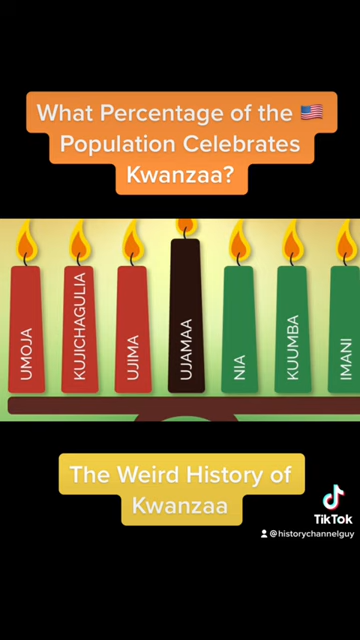 What Percentage of the 🇺🇸
Population Celebrates
Kwanzaa?
UMOJA
KUJICHAGULIA
UJIMA
UJAMAA
NIA
KUUMBA
IMANI
The Weird History of
Kwanzaa
TikTok
@historychannelguy